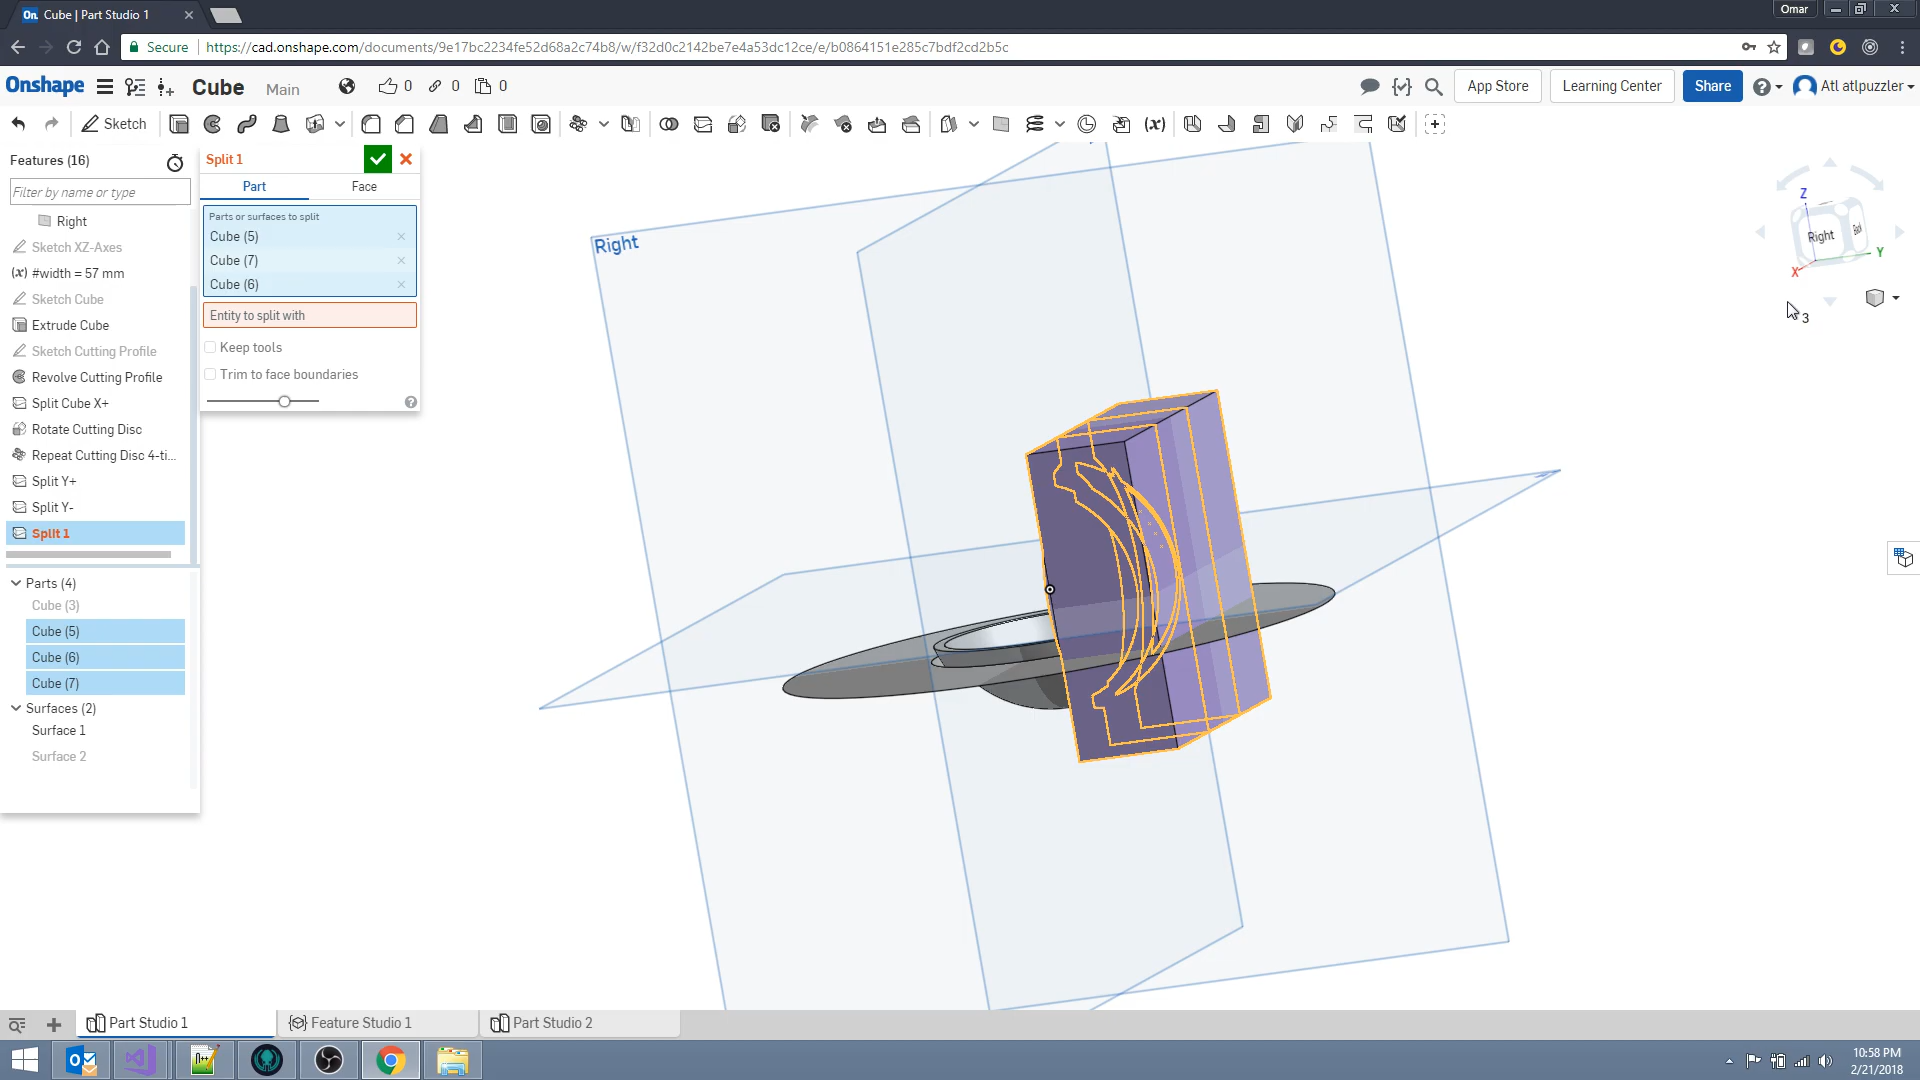 On. Cube | Part Studio 1
Omar
Secure https://cad.onshape.com/documents/9e17bc2234fe52d68a2c74b8/w/f32d0c2142be7e4a53dc12ce/e/b0864151e285c7bdf2cd2b5c
Onshape Cube Main 0 0 0 App Store Learning Center Share Atl atlpuzzler
Sketch
Features (16)
Filter by name or type
Right
Sketch XZ-Axes
(x) #width = 57 mm
Sketch Cube
Extrude Cube
Sketch Cutting Profile
Revolve Cutting Profile
Split Cube X+
Rotate Cutting Disc
Repeat Cutting Disc 4-ti...
Split Y+
Split Y-
Split 1
Parts (4)
Cube (3)
Cube (5)
Cube (6)
Cube (7)
Surfaces (2)
Surface 1
Surface 2
Split 1
Part Face
Parts or surfaces to split
Cube (5)
Cube (7)
Cube (6)
Entity to split with
Keep tools
Trim to face boundaries
Right
Z
Right Back
Y
X
3
Part Studio 1 Feature Studio 1 Part Studio 2
10:58 PM
2/21/2018